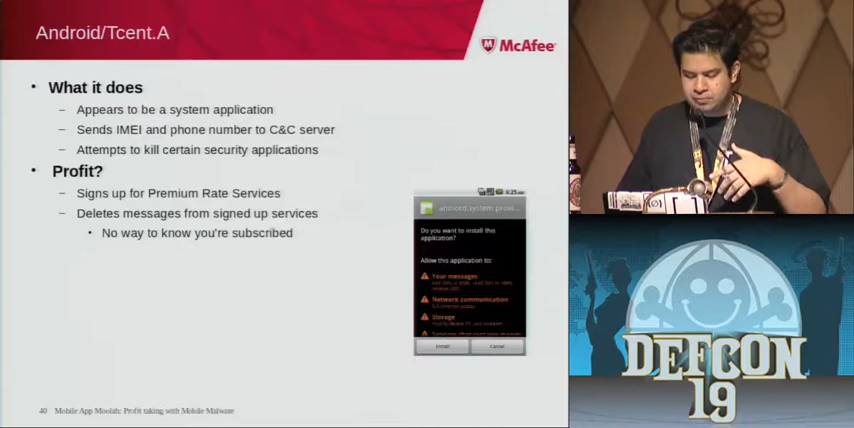 Android/Tcent.A
McAfee
• What it does
– Appears to be a system application
– Sends IMEI and phone number to C&C server
– Attempts to kill certain security applications
• Profit?
– Signs up for Premium Rate Services
– Deletes messages from signed up services
• No way to know you're subscribed
android.system.provi...
Do you want to install this
application?
Allow this application to:
Your messages
Network communication
Storage
Install
Cancel
40 Mobile App Moolah: Profit taking with Mobile Malware
DEFCON
19